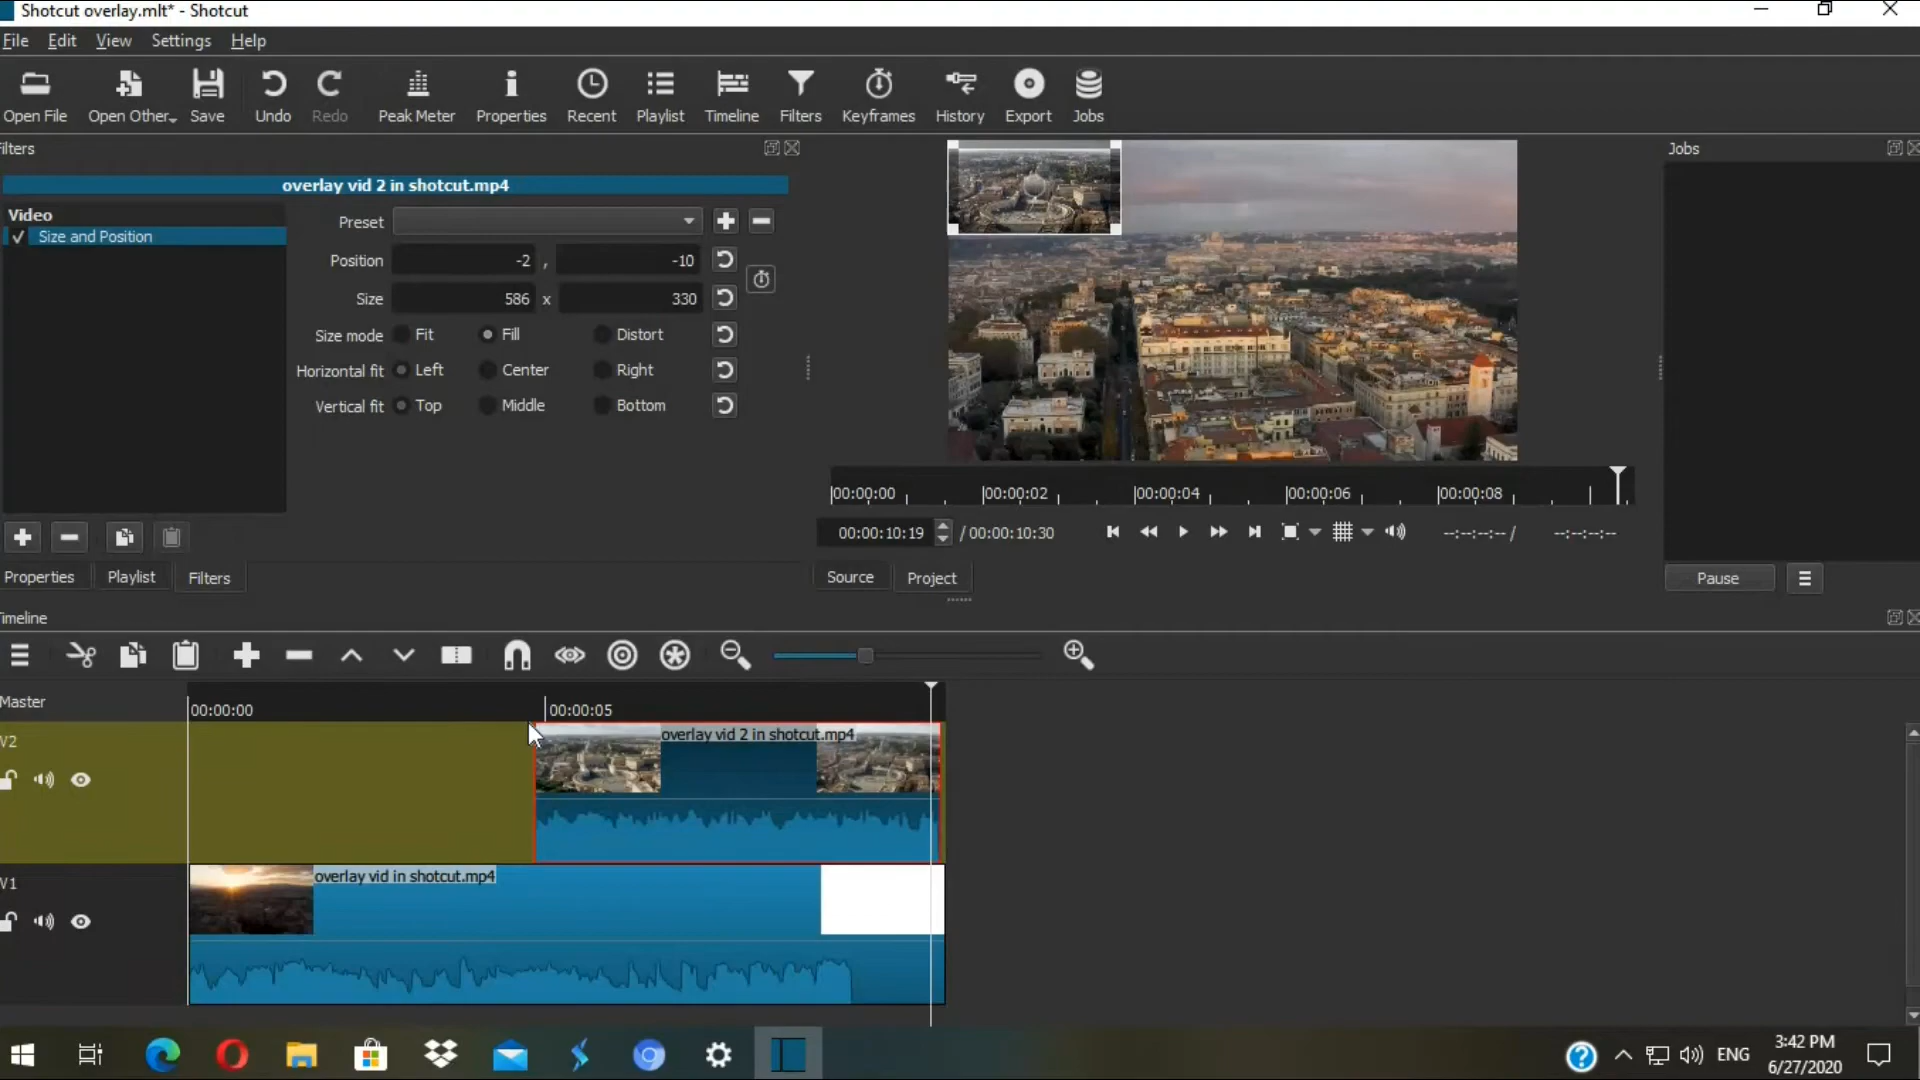 Shotcut overlay.mlt* - Shotcut
File Edit View Settings Help
Open File Open Other Save Undo Redo Peak Meter Properties Recent Playlist Timeline Filters Keyframes History Export Jobs
ilters
Jobs
overlay vid 2 in shotcut.mp4
Video
Size and Position
Preset
Position -2 , -10
Size 586 x 330
Size mode Fit Fill Distort
Horizontal fit Left Center Right
Vertical fit Top Middle Bottom
00:00:00 00:00:02 00:00:04 00:00:06 00:00:08
00:00:10:19 / 00:00:10:30 --:--:--:-- / --:--:--:--
Properties Playlist Filters
Source Project
Pause
Timeline
Master
00:00:00 00:00:05
V2
overlay vid 2 in shotcut.mp4
V1
overlay vid in shotcut.mp4
ENG
3:42 PM
6/27/2020